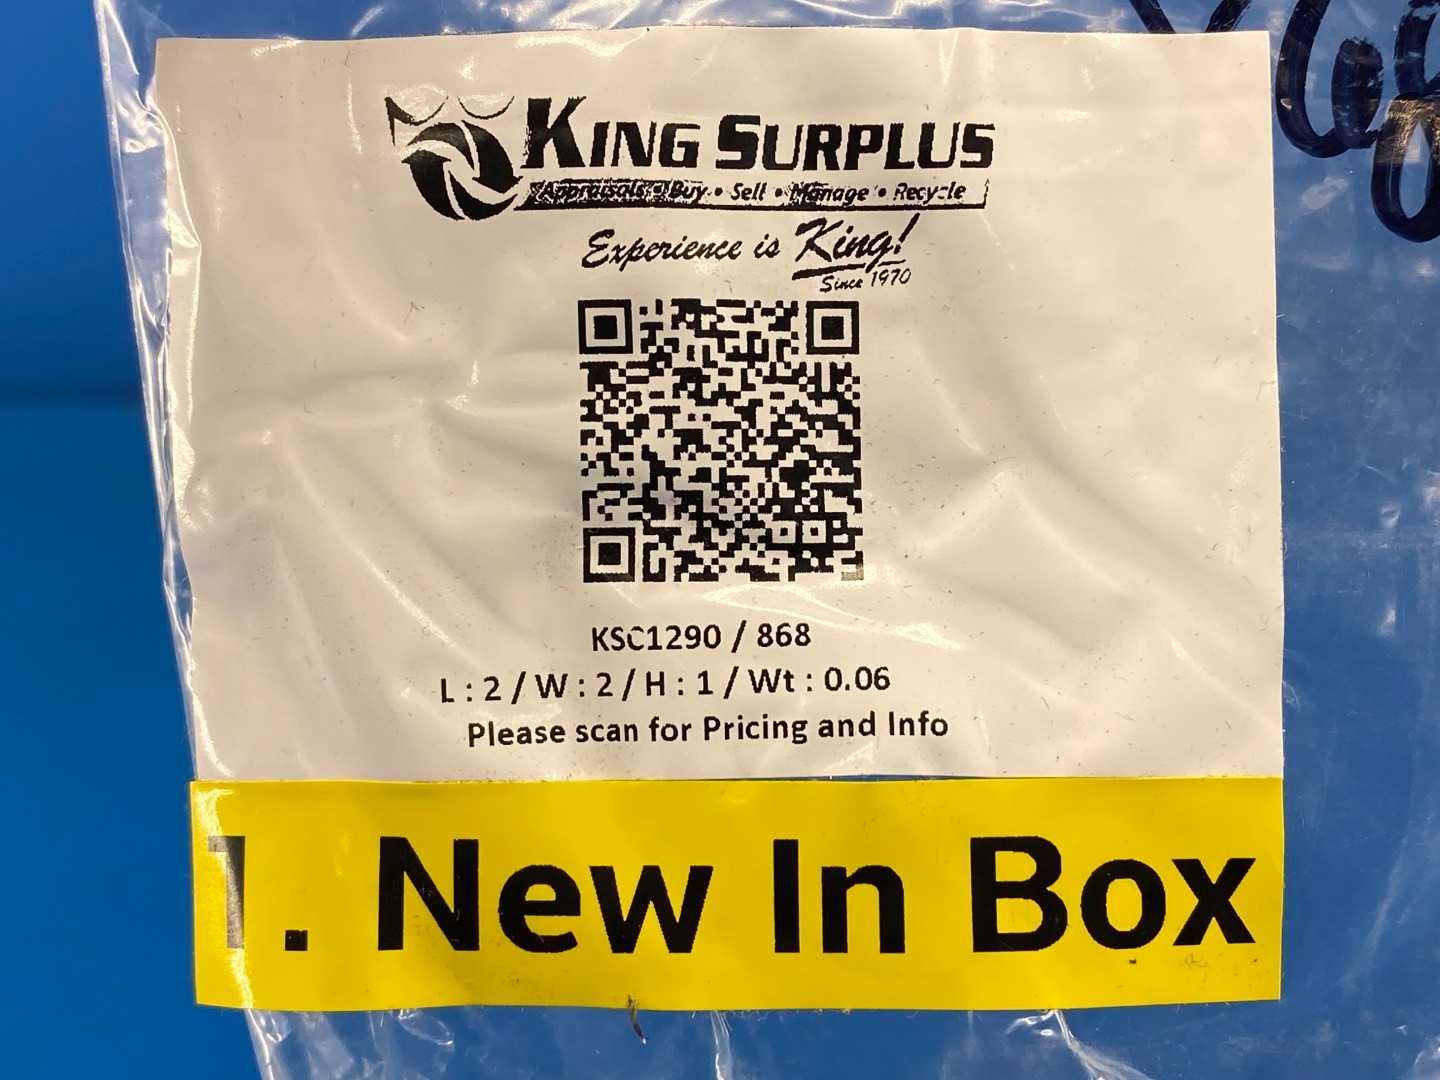 KING SURPLUS
Appraisals • Buy • Sell • Manage • Recycle
Experience is King!
Since 1970
KSC1290 / 868
L : 2 / W : 2 / H : 1 / Wt : 0.06
Please scan for Pricing and Info
1. New In Box